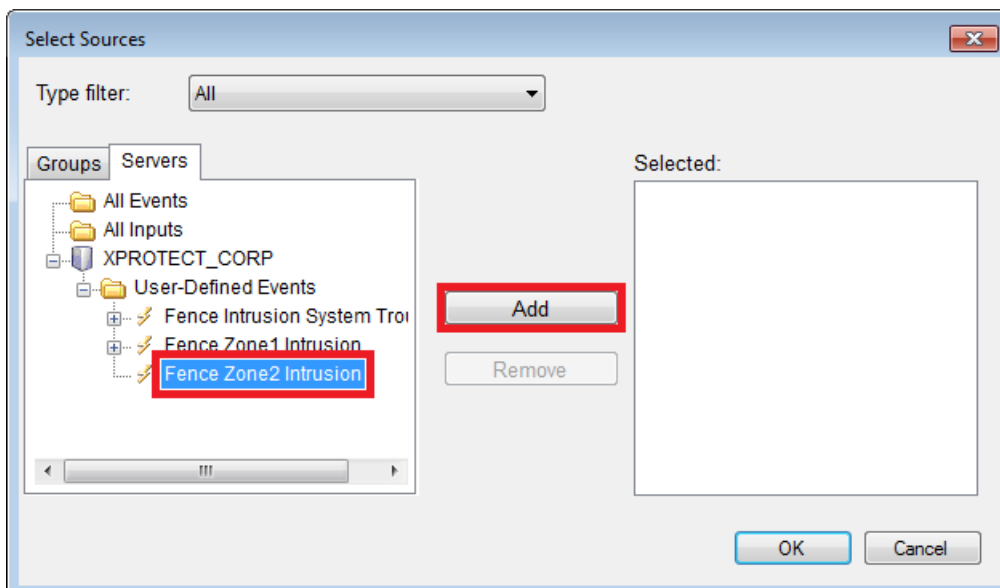 Select Sources
Type filter: All
Groups Servers
Selected:
All Events
All Inputs
XPROTECT_CORP
User-Defined Events
Fence Intrusion System Trou
Fence Zone1 Intrusion
Fence Zone2 Intrusion
Add
Remove
OK Cancel